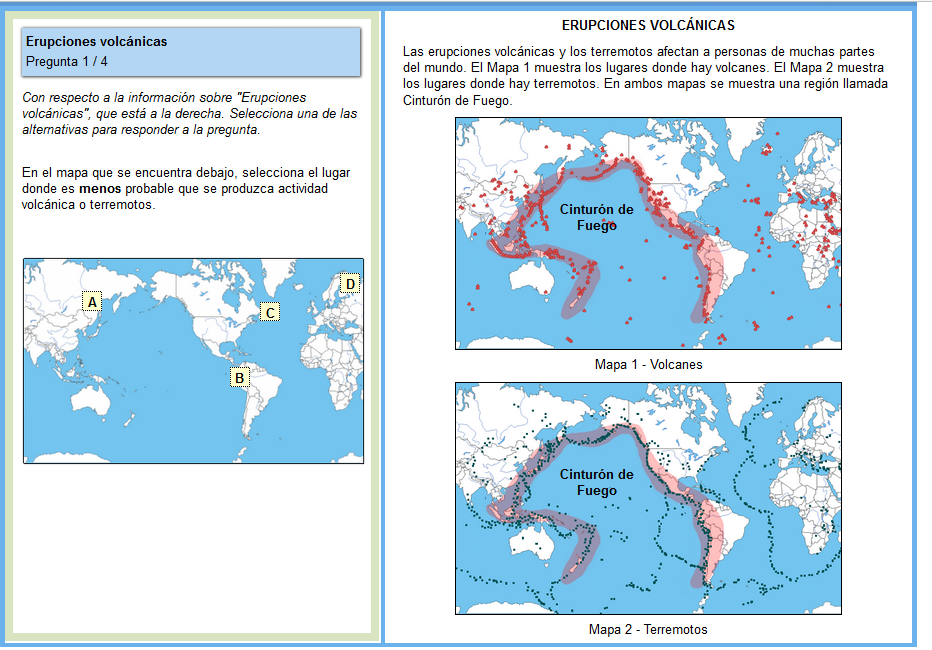 Erupciones volcánicas
Pregunta 1 / 4
Con respecto a la información sobre "Erupciones
volcánicas", que está a la derecha. Selecciona una de las
alternativas para responder a la pregunta.
En el mapa que se encuentra debajo, selecciona el lugar
donde es menos probable que se produzca actividad
volcánica o terremotos.
A
D
C
B
ERUPCIONES VOLCÁNICAS
Las erupciones volcánicas y los terremotos afectan a personas de muchas partes
del mundo. El Mapa 1 muestra los lugares donde hay volcanes. El Mapa 2 muestra
los lugares donde hay terremotos. En ambos mapas se muestra una región llamada
Cinturón de Fuego.
Cinturón de
Fuego
Mapa 1 - Volcanes
Cinturón de
Fuego
Mapa 2 - Terremotos